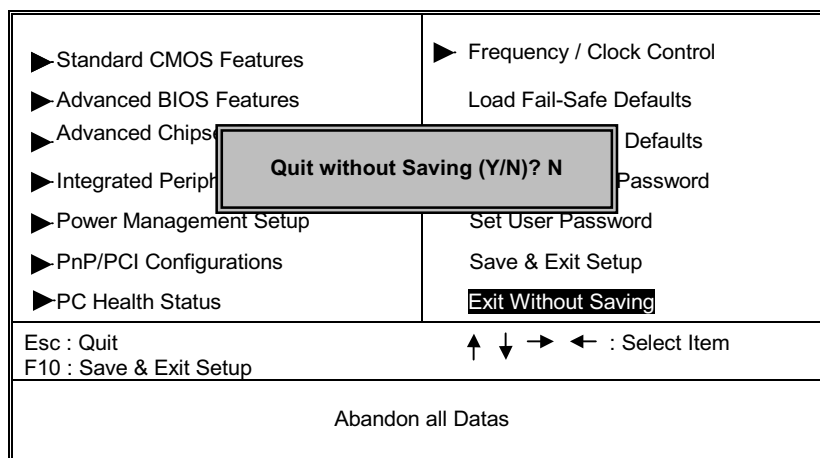 Standard CMOS Features
Advanced BIOS Features
Advanced Chips
Integrated Periph
Power Management Setup
PnP/PCI Configurations
PC Health Status
Frequency / Clock Control
Load Fail-Safe Defaults
Defaults
Password
Set User Password
Save & Exit Setup
Exit Without Saving
Quit without Saving (Y/N)? N
Esc : Quit
F10 : Save & Exit Setup
: Select Item
Abandon all Datas